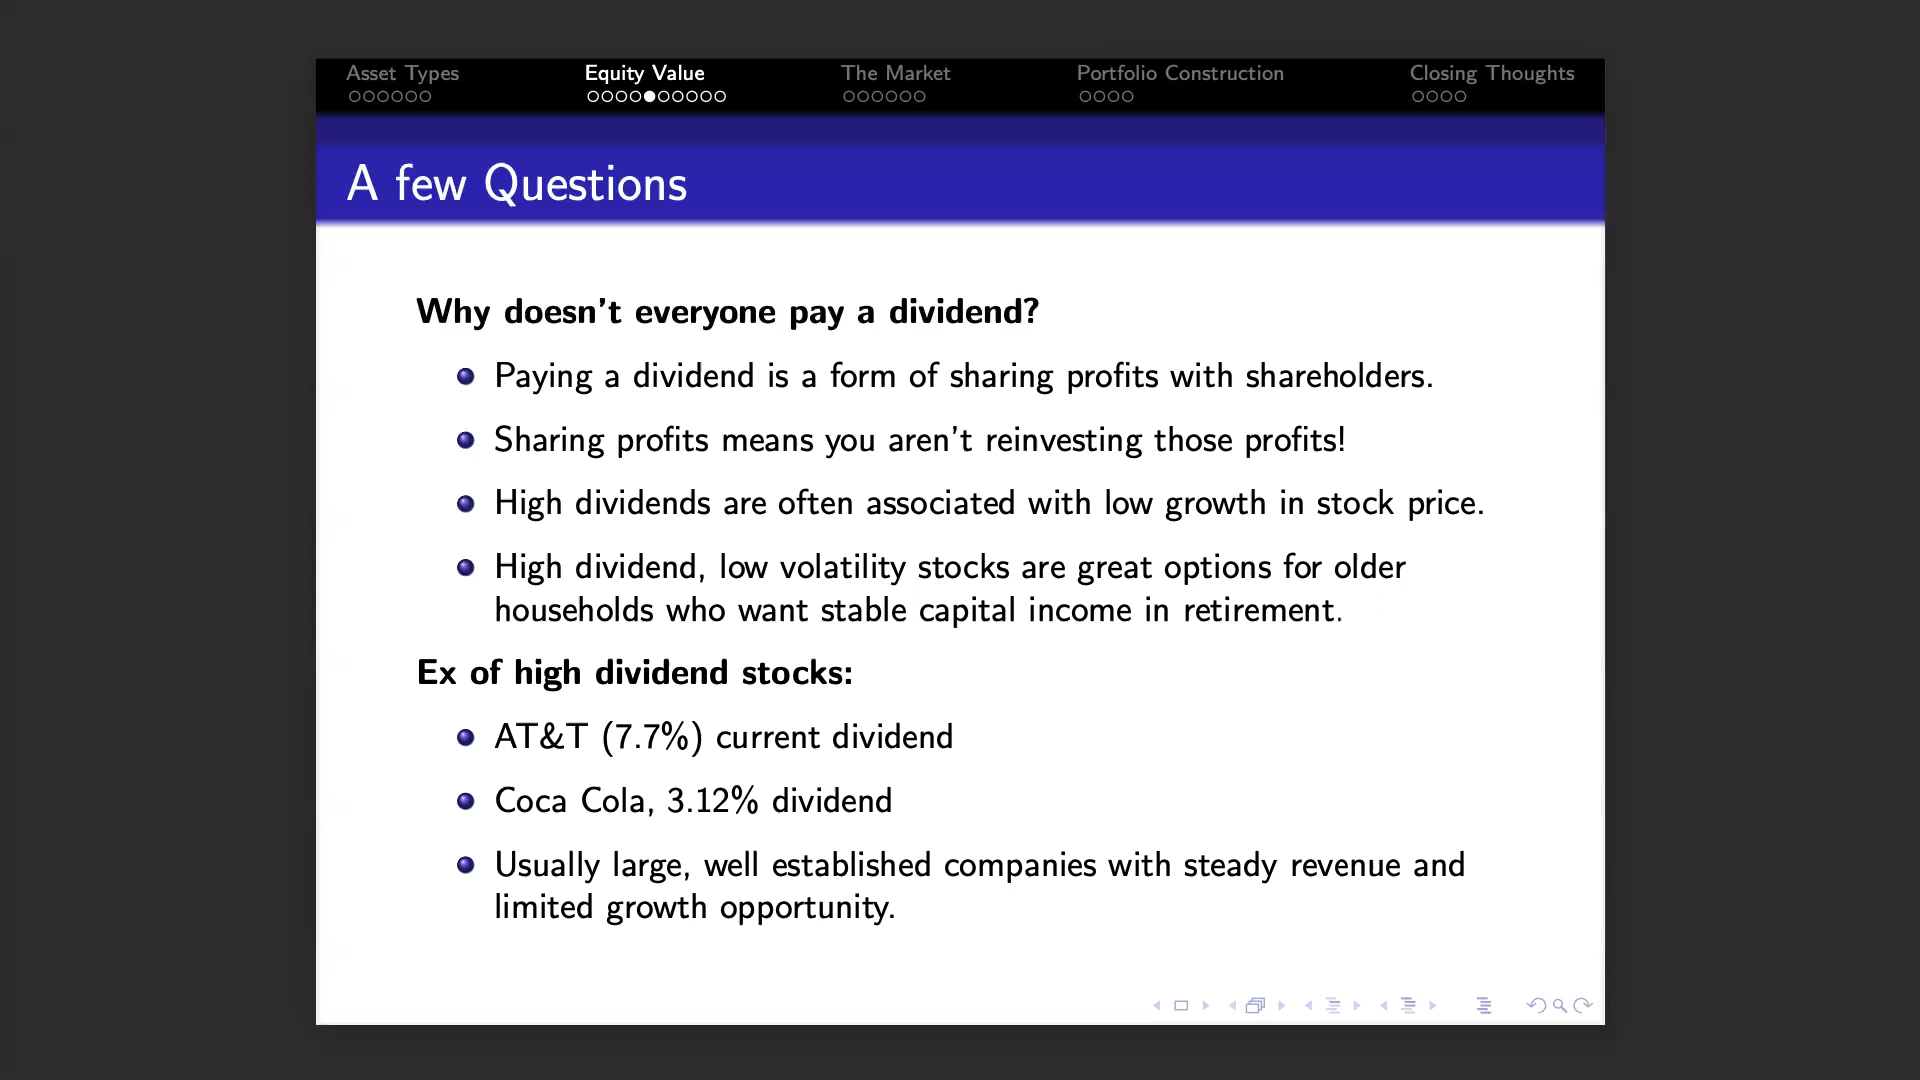 Asset Types
Equity Value
The Market
Portfolio Construction
Closing Thoughts
A few Questions
Why doesn't everyone pay a dividend?
Paying a dividend is a form of sharing profits with shareholders.
Sharing profits means you aren't reinvesting those profits!
High dividends are often associated with low growth in stock price.
High dividend, low volatility stocks are great options for older
households who want stable capital income in retirement.
Ex of high dividend stocks:
AT&T (7.7%) current dividend
Coca Cola, 3.12% dividend
Usually large, well established companies with steady revenue and
limited growth opportunity.